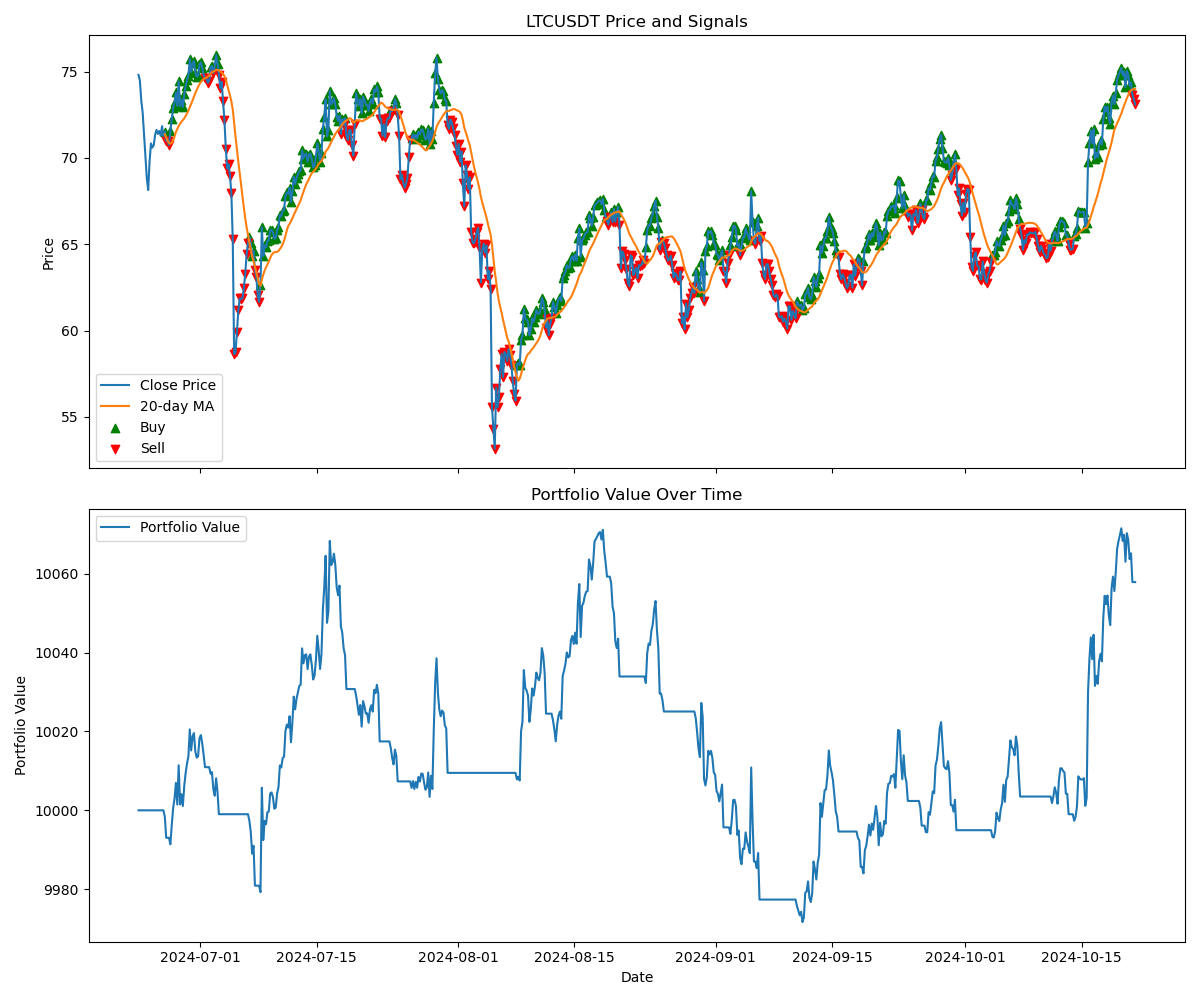 LTCUSDT Price and Signals
75
70
65
60
55
Price
Close Price
20-day MA
Buy
Sell
Portfolio Value Over Time
Portfolio Value
10060
10040
10020
10000
9980
Portfolio Value
2024-07-01 2024-07-15 2024-08-01 2024-08-15 2024-09-01 2024-09-15 2024-10-01 2024-10-15
Date